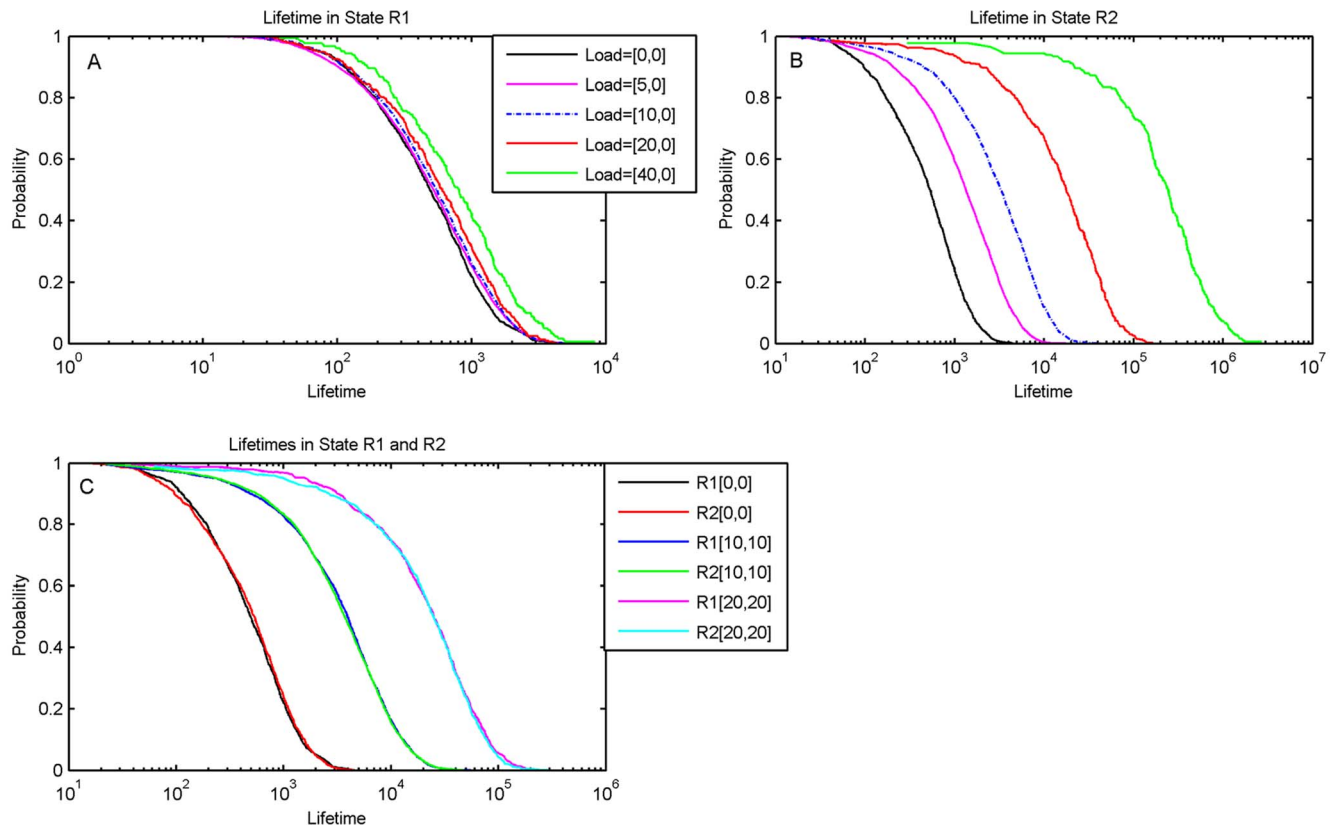 Lifetime in State R1
A
Probability
1
0.8
0.6
0.4
0.2
0
10^0
10^1
10^2
10^3
10^4
Lifetime
Load=[0,0]
Load=[5,0]
Load=[10,0]
Load=[20,0]
Load=[40,0]
Lifetime in State R2
B
Probability
1
0.8
0.6
0.4
0.2
0
10^1
10^2
10^3
10^4
10^5
10^6
10^7
Lifetime
Lifetimes in State R1 and R2
C
Probability
1
0.8
0.6
0.4
0.2
0
10^1
10^2
10^3
10^4
10^5
10^6
Lifetime
R1[0,0]
R2[0,0]
R1[10,10]
R2[10,10]
R1[20,20]
R2[20,20]